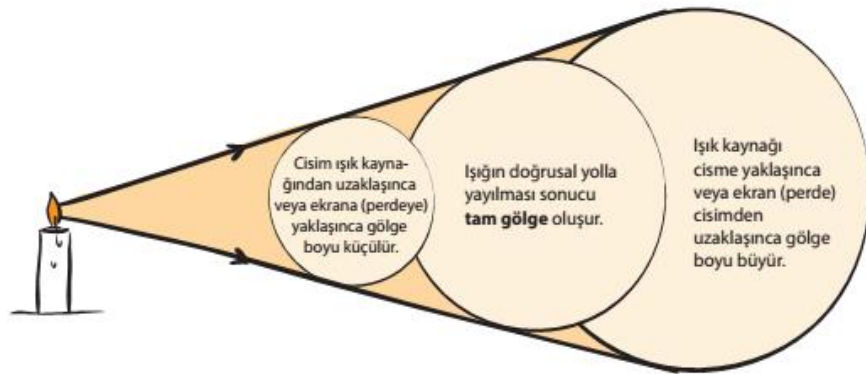 Cisim ışık kayna-
ğından uzaklaşınca
veya ekrana (perdeye)
yaklaşınca gölge
boyu küçülür.
Işığın doğrusal yolla
yayılması sonucu
tam gölge oluşur.
Işık kaynağı
cisme yaklaşınca
veya ekran (perde)
cisimden
uzaklaşınca gölge
boyu büyür.